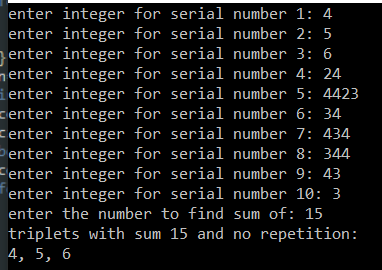 enter integer for serial number 1: 4
enter integer for serial number 2: 5
enter integer for serial number 3: 6
enter integer for serial number 4: 24
enter integer for serial number 5: 4423
enter integer for serial number 6: 34
enter integer for serial number 7: 434
enter integer for serial number 8: 344
enter integer for serial number 9: 43
enter integer for serial number 10: 3
enter the number to find sum of: 15
triplets with sum 15 and no repetition:
4, 5, 6